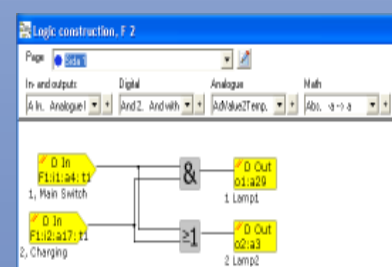 Logic construction, F 2
Page Sida 1
In- and outputs Digital Analogue Math
A In. Analogue I + And 2. And with + AdValue2Temp. + Abs. -a -> a +
D In D Out
F1:i1:a4: t1 & o1:a29
1, Main Switch 1 Lamp1
D In D Out
F1:i2:a17: t1 ≥1 o2:a3
2, Charging 2 Lamp2